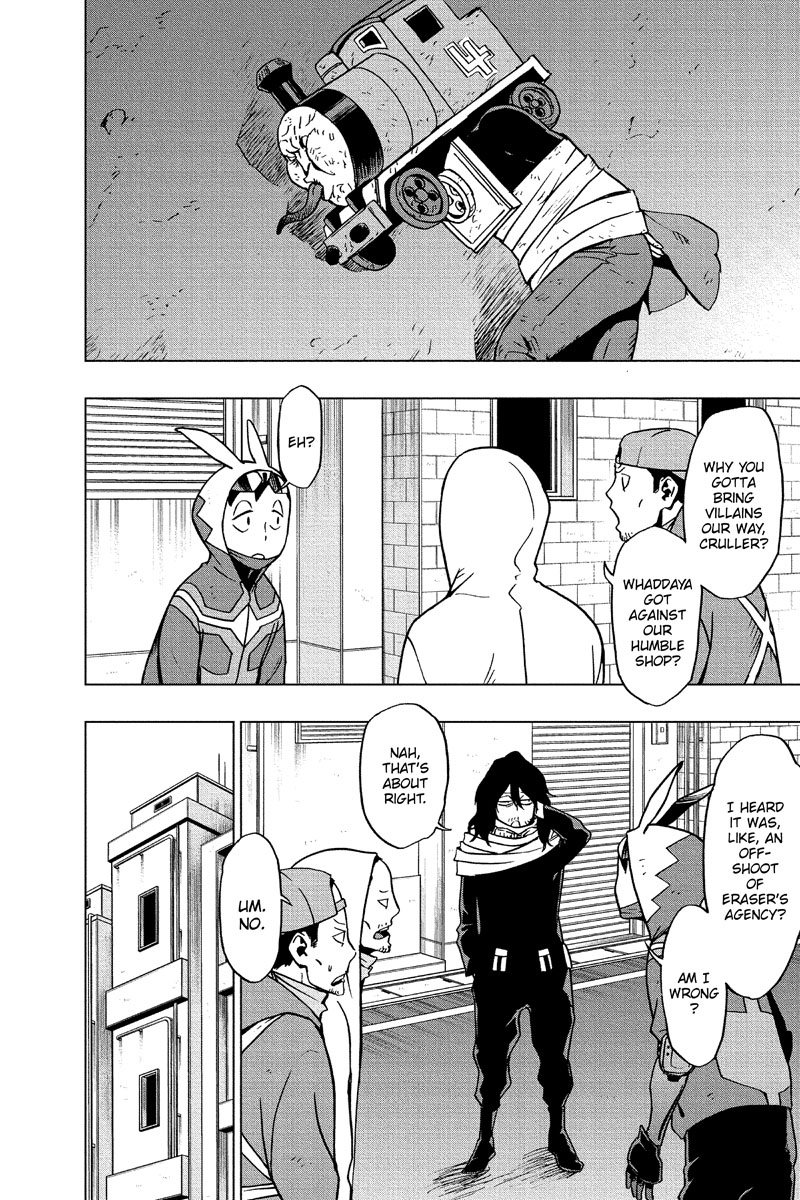 4
WHY YOU
GOTTA
BRING
VILLAINS
OUR WAY,
CRULLER?
WHADDAYA
GOT
AGAINST
OUR
HUMBLE
SHOP?
EH?
I HEARD
IT WAS,
LIKE, AN
OFF-
SHOOT
OF
ERASER'S
AGENCY?
AM I
WRONG
?
NAH,
THAT'S
ABOUT
RIGHT.
UM.
NO.